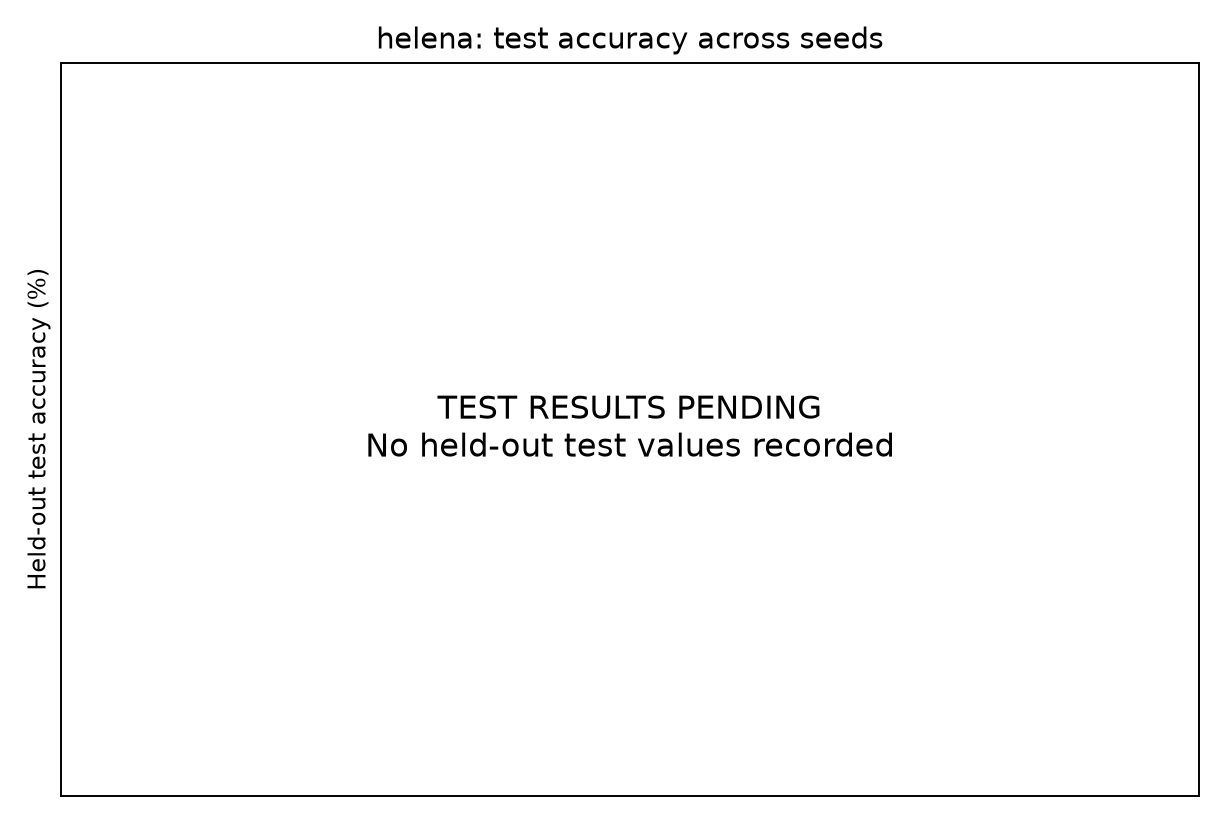 helena: test accuracy across seeds
Held-out test accuracy (%)
TEST RESULTS PENDING
No held-out test values recorded